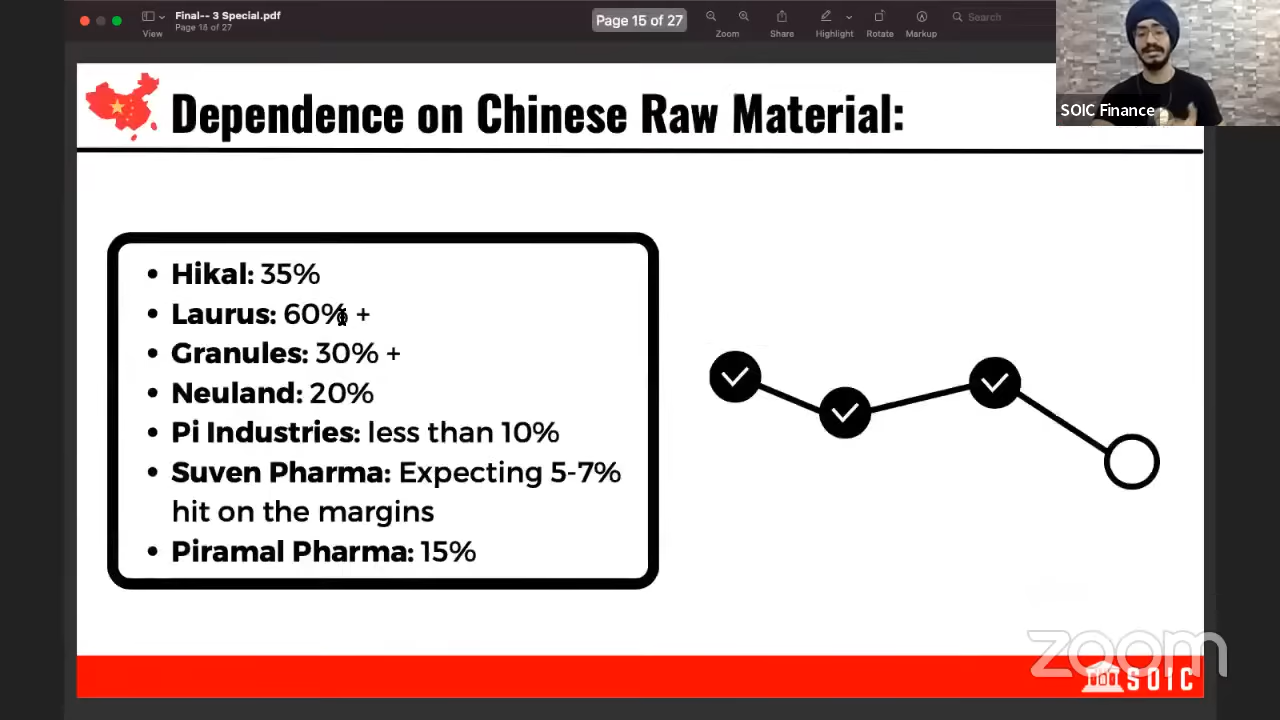 Final-- 3 Special.pdf
Page 18 of 27
View
Page 15 of 27
Zoom
Share
Highlight
Rotate
Markup
Search
SOIC Finance
Dependence on Chinese Raw Material:
• Hikal: 35%
• Laurus: 60% +
• Granules: 30% +
• Neuland: 20%
• Pi Industries: less than 10%
• Suven Pharma: Expecting 5-7%
hit on the margins
• Piramal Pharma: 15%
zoom
SOIC